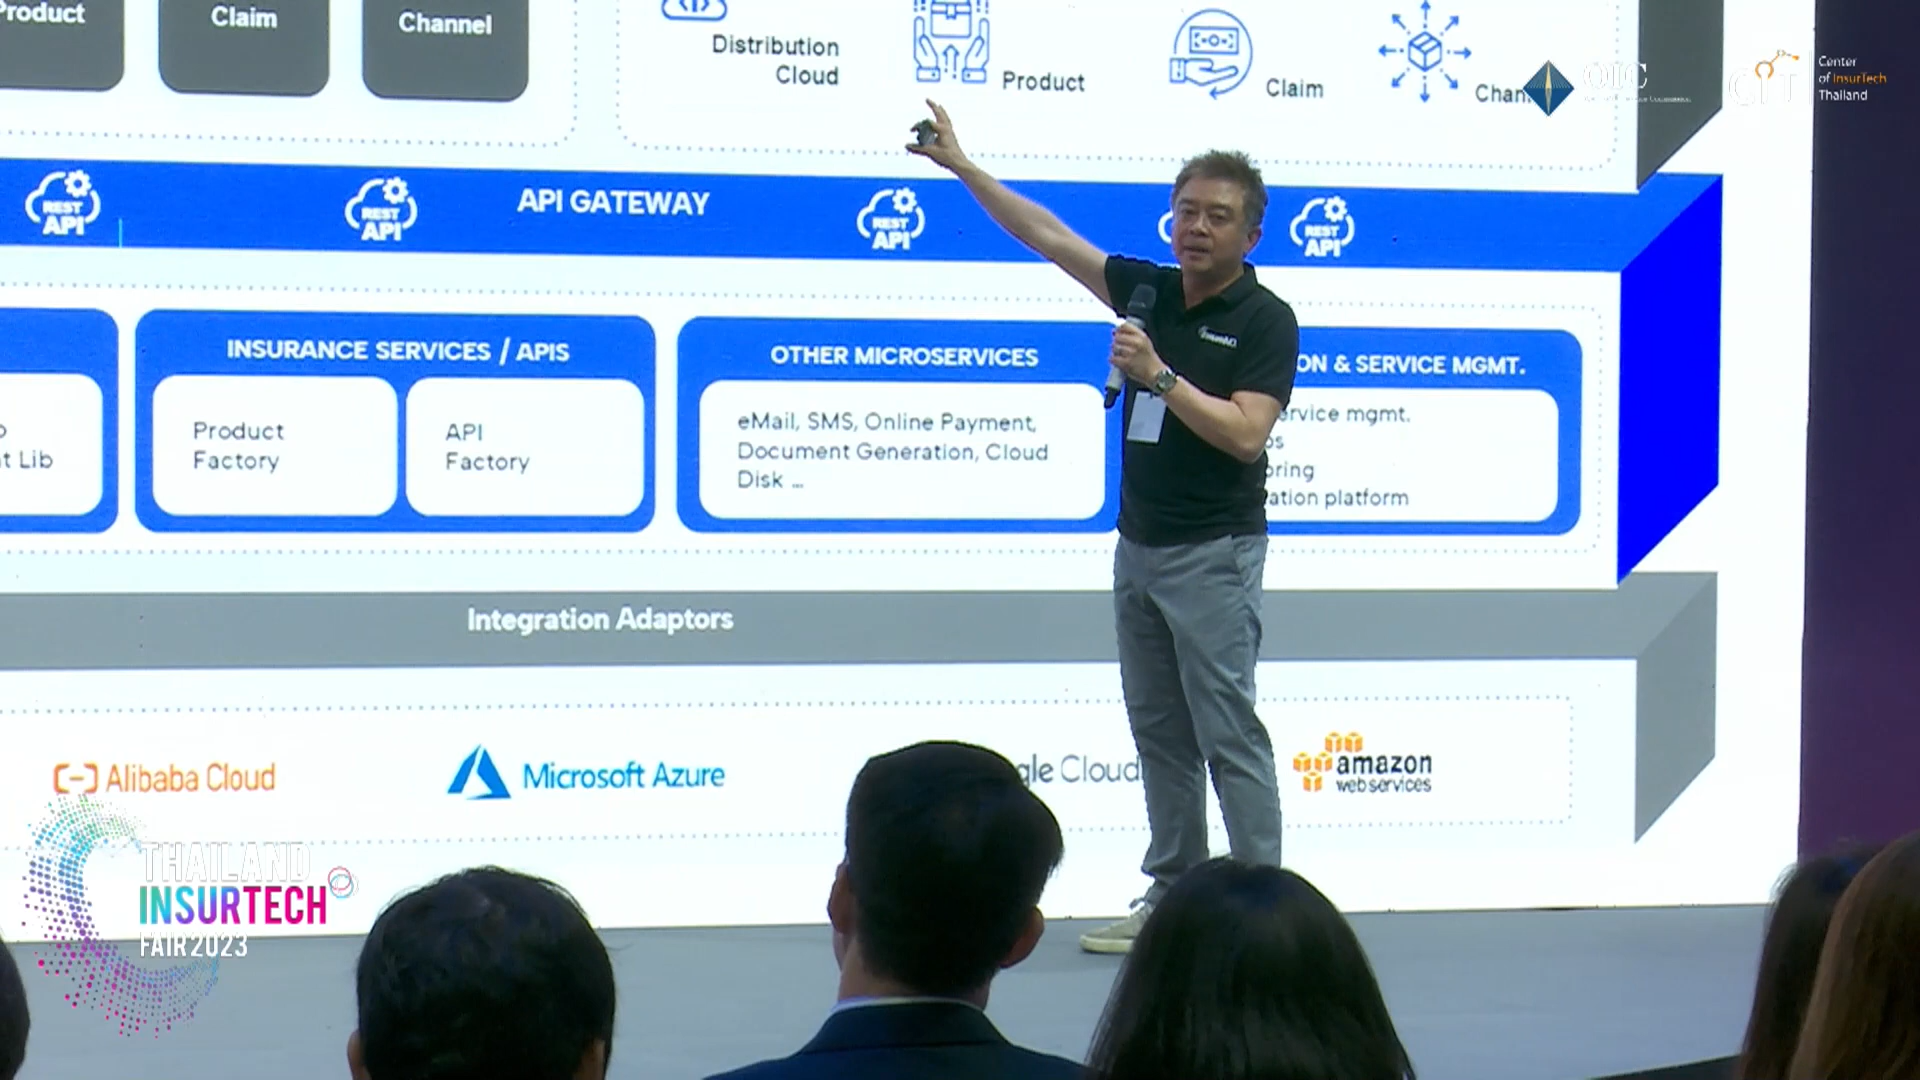 Product
Claim
Channel
Distribution
Cloud
Product
Claim
OIC
Center
of InsurTech
Thailand
REST
API
REST
API
API GATEWAY
REST
API
REST
API
INSURANCE SERVICES / APIS
Product
Factory
API
Factory
OTHER MICROSERVICES
eMail, SMS, Online Payment,
Document Generation, Cloud
Disk ...
ON & SERVICE MGMT.
ervice mgmt.
os
oring
ation platform
t Lib
Integration Adaptors
Alibaba Cloud
Microsoft Azure
gle Cloud
amazon
web services
THAILAND
INSURTECH
FAIR 2023